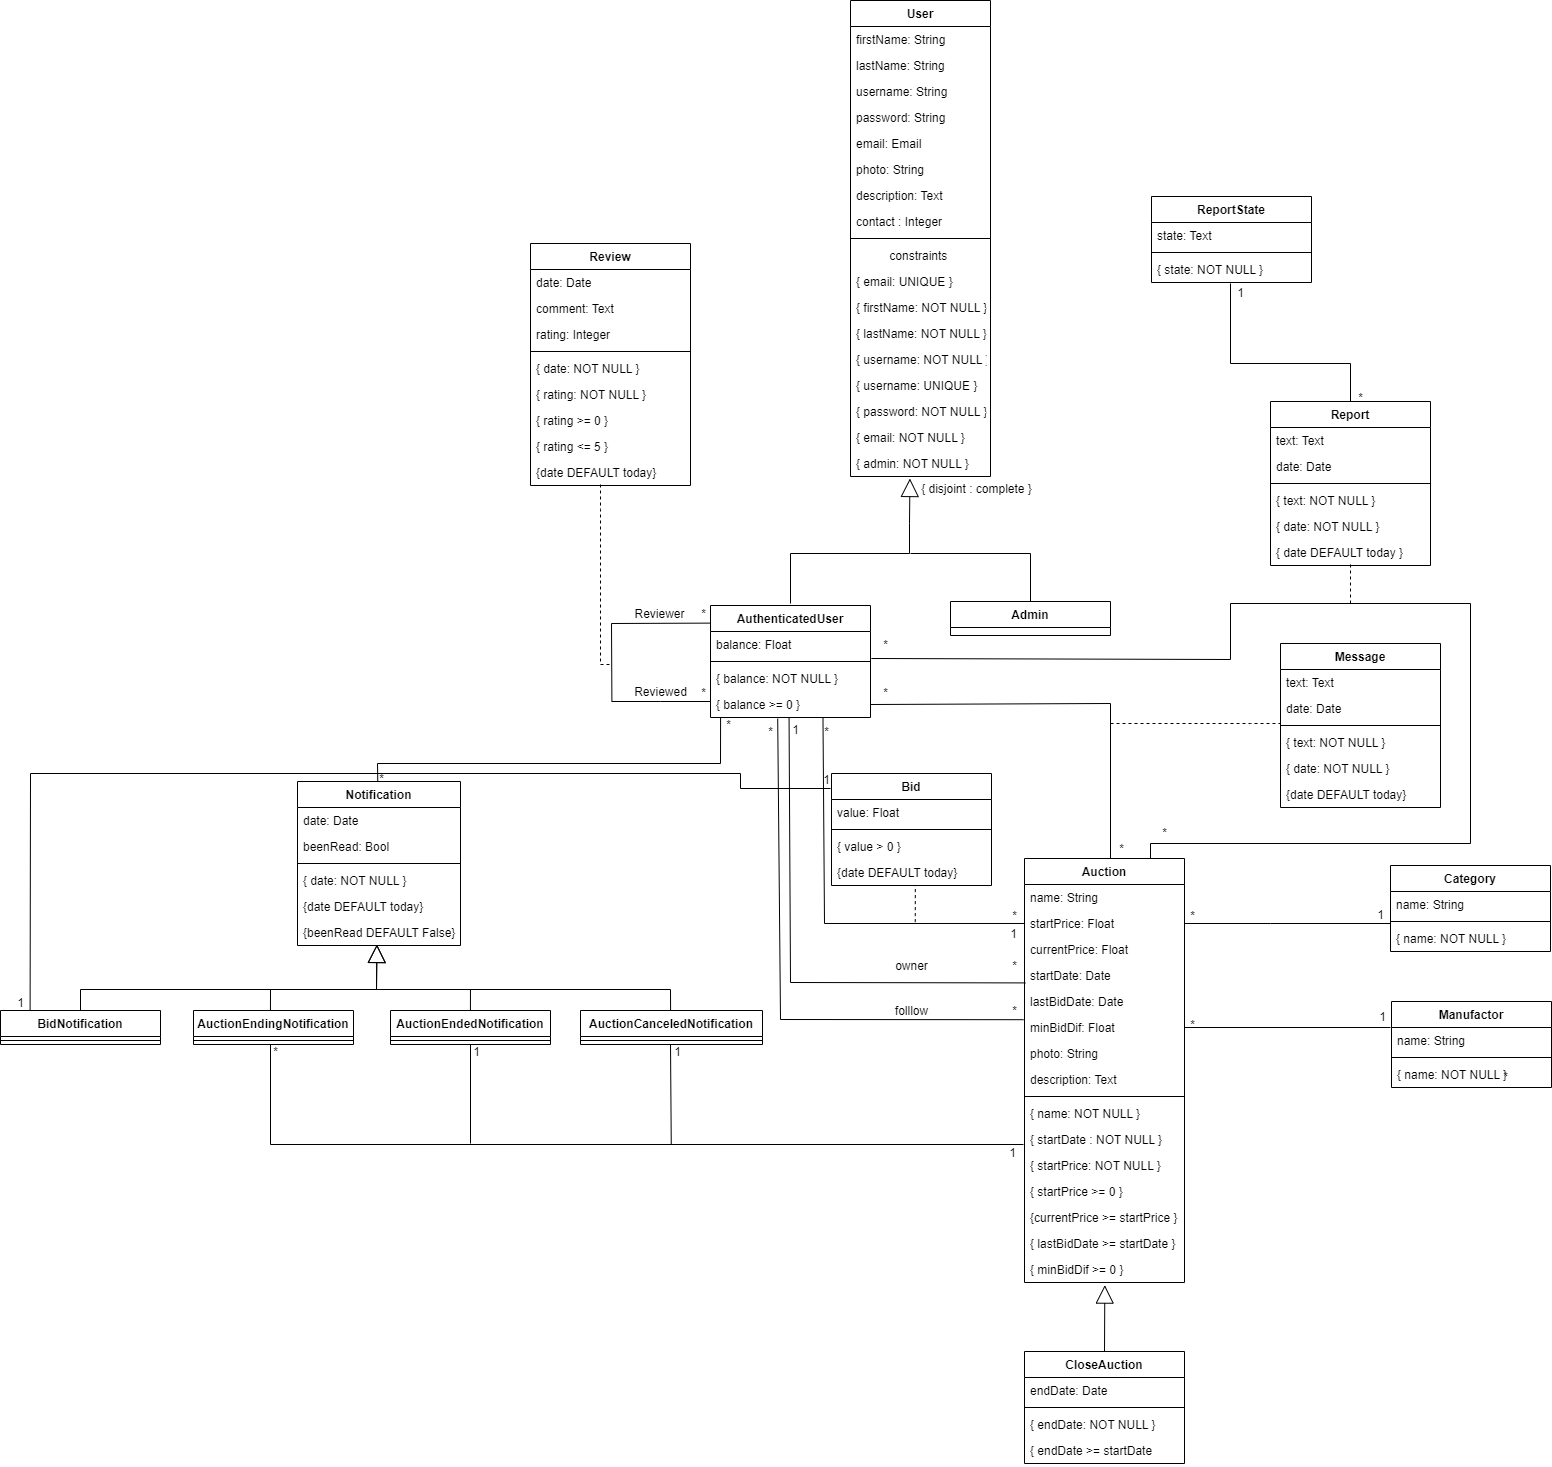 User
firstName: String
lastName: String
username: String
password: String
email: Email
photo: String
description: Text
contact : Integer
constraints
{ email: UNIQUE }
{ firstName: NOT NULL }
{ lastName: NOT NULL }
{ username: NOT NULL
{ username: UNIQUE }
{ password: NOT NULL }
{ email: NOT NULL }
{ admin: NOT NULL }
{ disjoint : complete }
ReportState
state: Text
{ state: NOT NULL }
1
*
Review
date: Date
comment: Text
rating: Integer
{ date: NOT NULL }
{ rating: NOT NULL }
{ rating >= 0 }
{ rating <= 5 }
{date DEFAULT today}
Report
text: Text
date: Date
{ text: NOT NULL }
{ date: NOT NULL }
{ date DEFAULT today }
Reviewer *
Reviewed *
AuthenticatedUser
balance: Float
{ balance: NOT NULL }
{ balance >= 0 }
*
*
* * 1 *
Admin
Message
text: Text
date: Date
{ text: NOT NULL }
{ date: NOT NULL }
{date DEFAULT today}
*
Notification
date: Date
beenRead: Bool
{ date: NOT NULL }
{date DEFAULT today}
{beenRead DEFAULT False}
1
Bid
value: Float
{ value > 0 }
{date DEFAULT today}
*
*
Auction
name: String
startPrice: Float
currentPrice: Float
startDate: Date
lastBidDate: Date
minBidDif: Float
photo: String
description: Text
{ name: NOT NULL }
{ startDate : NOT NULL }
{ startPrice: NOT NULL }
{ startPrice >= 0 }
{currentPrice >= startPrice }
{ lastBidDate >= startDate }
{ minBidDif >= 0 }
*
1
owner *
folllow *
* 1
Category
name: String
{ name: NOT NULL }
* 1
Manufactor
name: String
{ name: NOT NULL }
*
1
BidNotification
AuctionEndingNotification
AuctionEndedNotification
AuctionCanceledNotification
* 1 1
1
CloseAuction
endDate: Date
{ endDate: NOT NULL }
{ endDate >= startDate